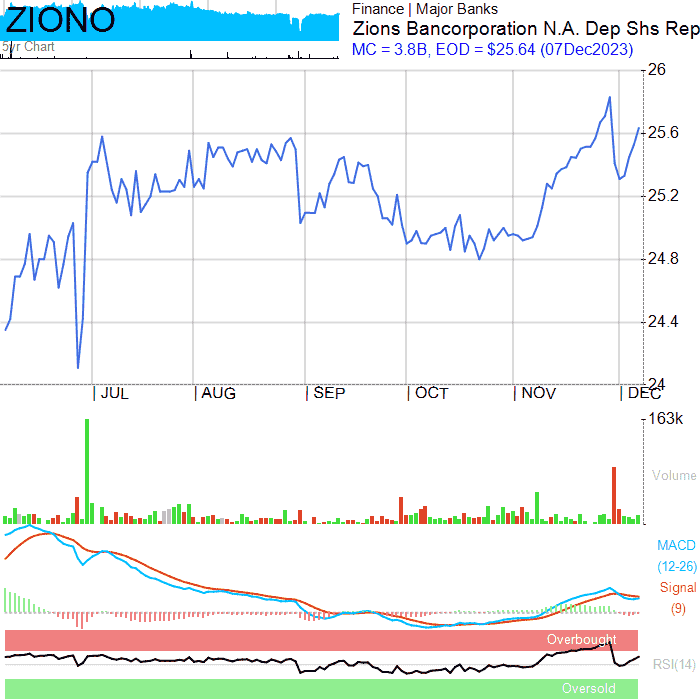 ZIONO
5yr Chart
Finance | Major Banks
Zions Bancorporation N.A. Dep Shs Rep
MC = 3.8B, EOD = $25.64 (07Dec2023)
26
25.6
25.2
24.8
24.4
24
JUL
AUG
SEP
OCT
NOV
DEC
163k
Volume
MACD
(12-26)
Signal
(9)
Overbought
RSI(14)
Oversold